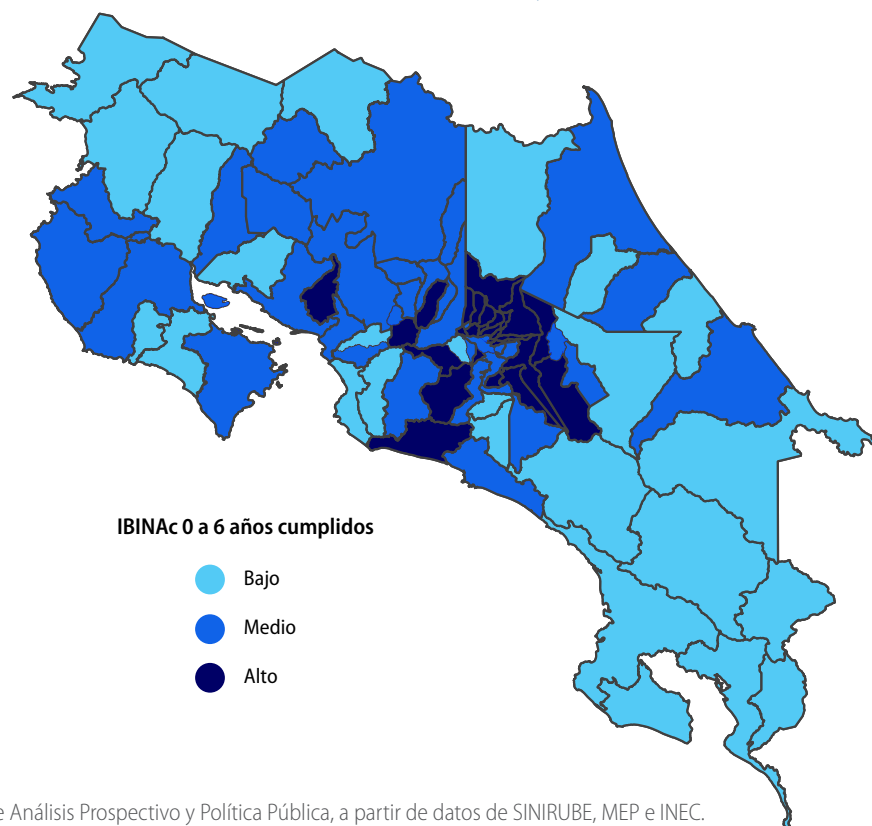 IBINAc 0 a 6 años cumplidos
Bajo
Medio
Alto
e Análisis Prospectivo y Política Pública, a partir de datos de SINIRUBE, MEP e INEC.